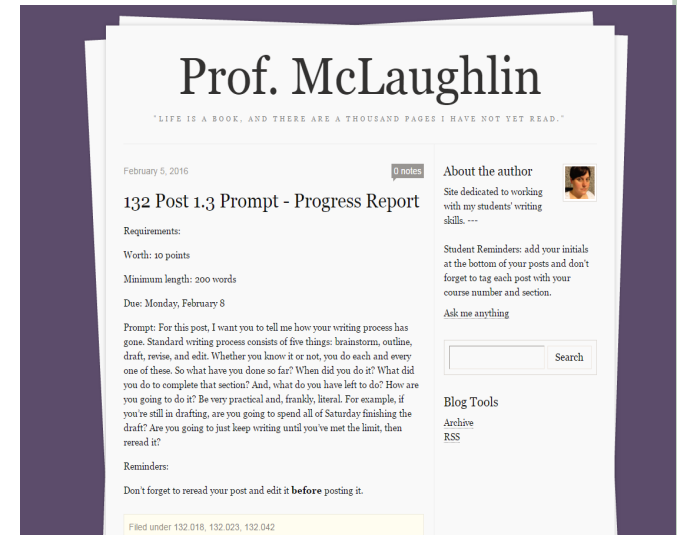 Prof. McLaughlin
"LIFE IS A BOOK, AND THERE ARE A THOUSAND PAGES I HAVE NOT YET READ."
February 5, 2016
0 notes
132 Post 1.3 Prompt - Progress Report
Requirements:
Worth: 10 points
Minimum length: 200 words
Due: Monday, February 8
Prompt: For this post, I want you to tell me how your writing process has
gone. Standard writing process consists of five things: brainstorm, outline,
draft, revise, and edit. Whether you know it or not, you do each and every
one of these. So what have you done so far? When did you do it? What did
you do to complete that section? And, what do you have left to do? How are
you going to do it? Be very practical and, frankly, literal. For example, if
you're still in drafting, are you going to spend all of Saturday finishing the
draft? Are you going to just keep writing until you've met the limit, then
reread it?
Reminders:
Don't forget to reread your post and edit it before posting it.
Filed under 132.018, 132.023, 132.042
About the author
Site dedicated to working
with my students' writing
skills. ---
Student Reminders: add your initials
at the bottom of your posts and don't
forget to tag each post with your
course number and section.
Ask me anything
Search
Blog Tools
Archive
RSS